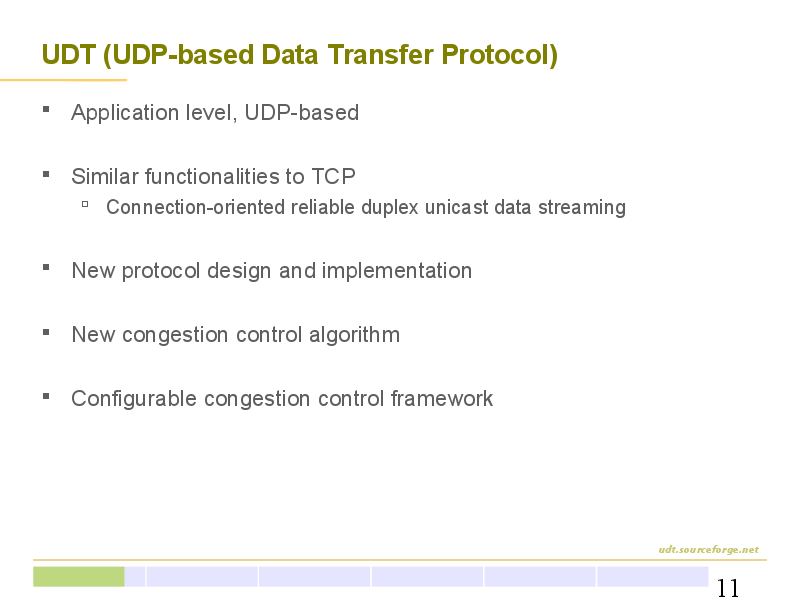 UDT (UDP-based Data Transfer Protocol)
Application level, UDP-based
Similar functionalities to TCP
Connection-oriented reliable duplex unicast data streaming
New protocol design and implementation
New congestion control algorithm
Configurable congestion control framework
udt.sourceforge.net
11